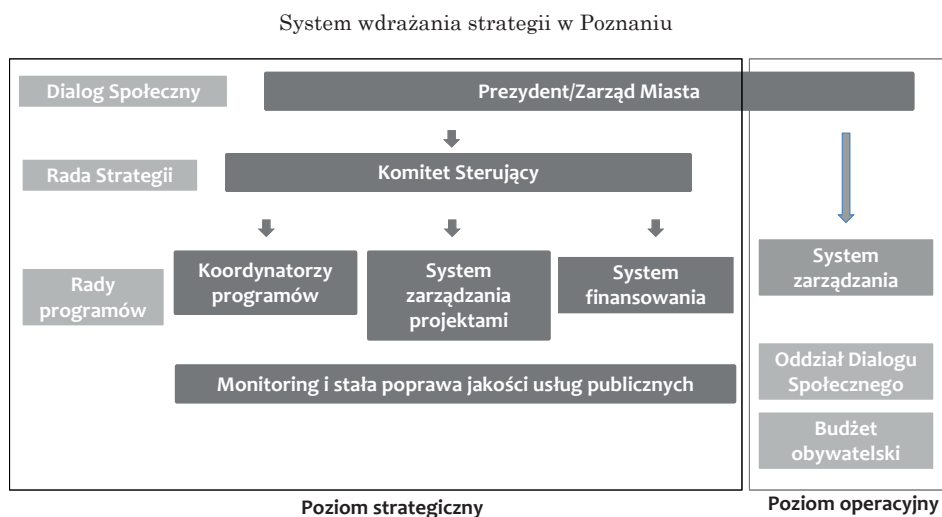 System wdrażania strategii w Poznaniu
Dialog Społeczny
Prezydent/Zarząd Miasta
Rada Strategii
Komitet Sterujący
Rady
programów
Koordynatorzy
programów
System
zarządzania
projektami
System
finansowania
System
zarządzania
Monitoring i stała poprawa jakości usług publicznych
Oddział Dialogu
Społecznego
Budżet
obywatelski
Poziom strategiczny
Poziom operacyjny